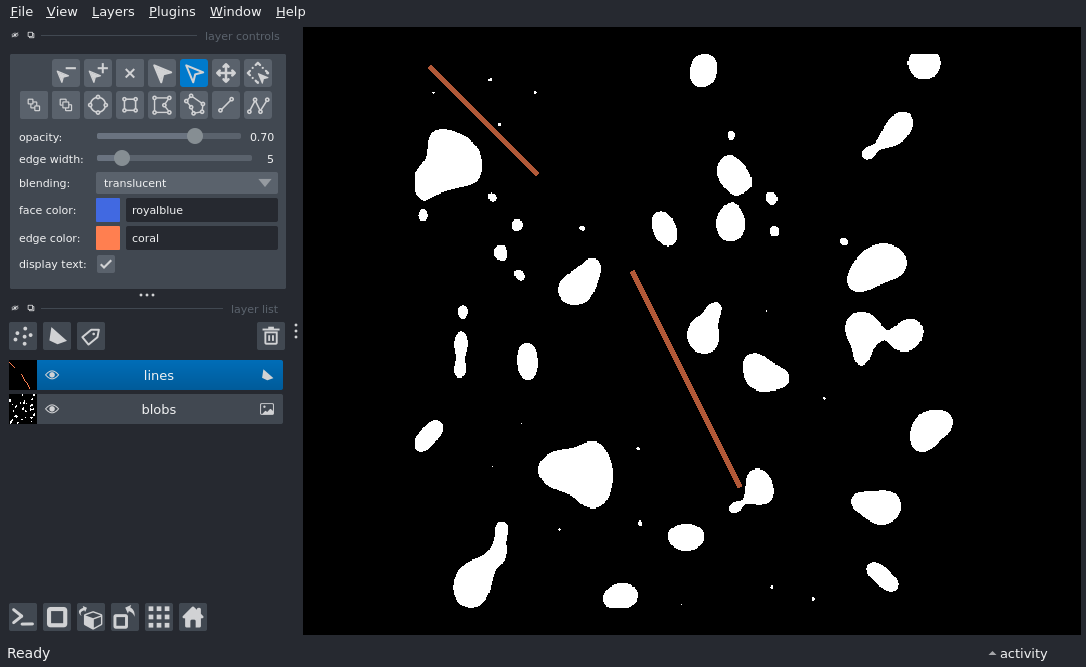 File View Layers Plugins Window Help
layer controls
opacity: 0.70
edge width: 5
blending: translucent
face color: royalblue
edge color: coral
display text:
layer list
lines
blobs
Ready
activity